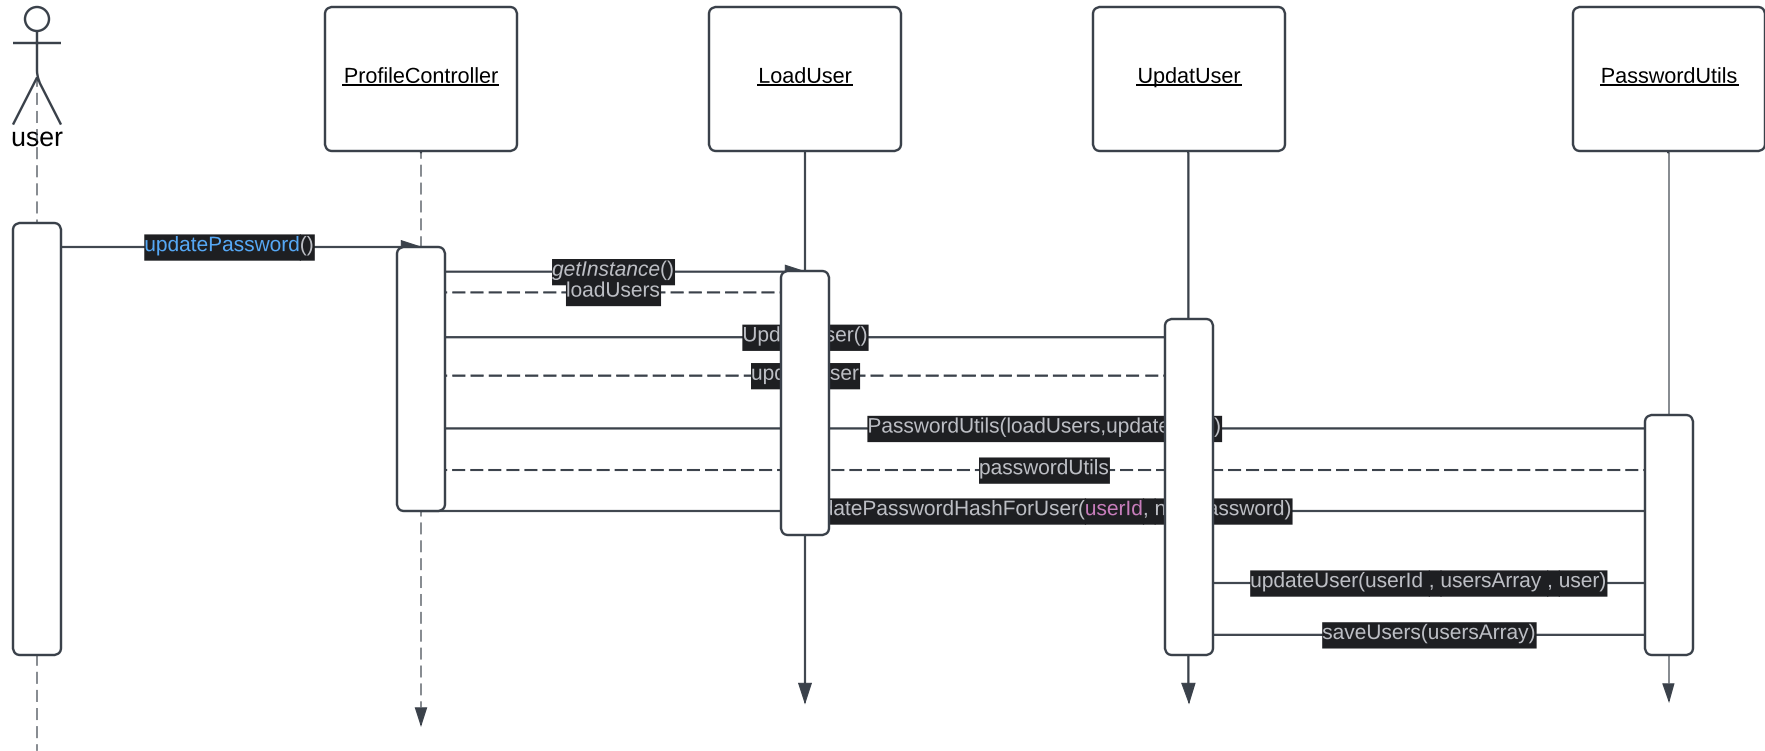 ProfileController
LoadUser
UpdatUser
PasswordUtils
user
updatePassword()
getInstance()
loadUsers
Upd ser()
upd ser
PasswordUtils(loadUsers,update )
passwordUtils
latePasswordHashForUser(userId, n assword)
updateUser(userId , usersArray , user)
saveUsers(usersArray)